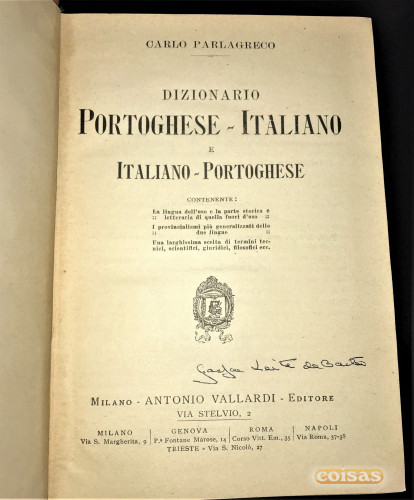 CARLO PARLAGRECO
DIZIONARIO
PORTOGHESE - ITALIANO
E
ITALIANO - PORTOGHESE
CONTENENTE:
La lingua dell'uso e la parte storica e
letteraria di quella fuori d'uso
I provincialismi più generalizzati delle
due lingue
Una larghissima scelta di termini tec-
nici, scientifici, giuridici, filosofici ecc.
Leite de
MILANO - ANTONIO VALLARDI - EDITORE
VIA STELVIO, 2
MILANO
Via S. Margherita, 9
GENOVA
P.a Fontane Marose, 14
ROMA
Corso Vitt. Em., 35
NAPOLI
Via Roma, 37-38
TRIESTE - Via S. Nicolò, 27
coisas